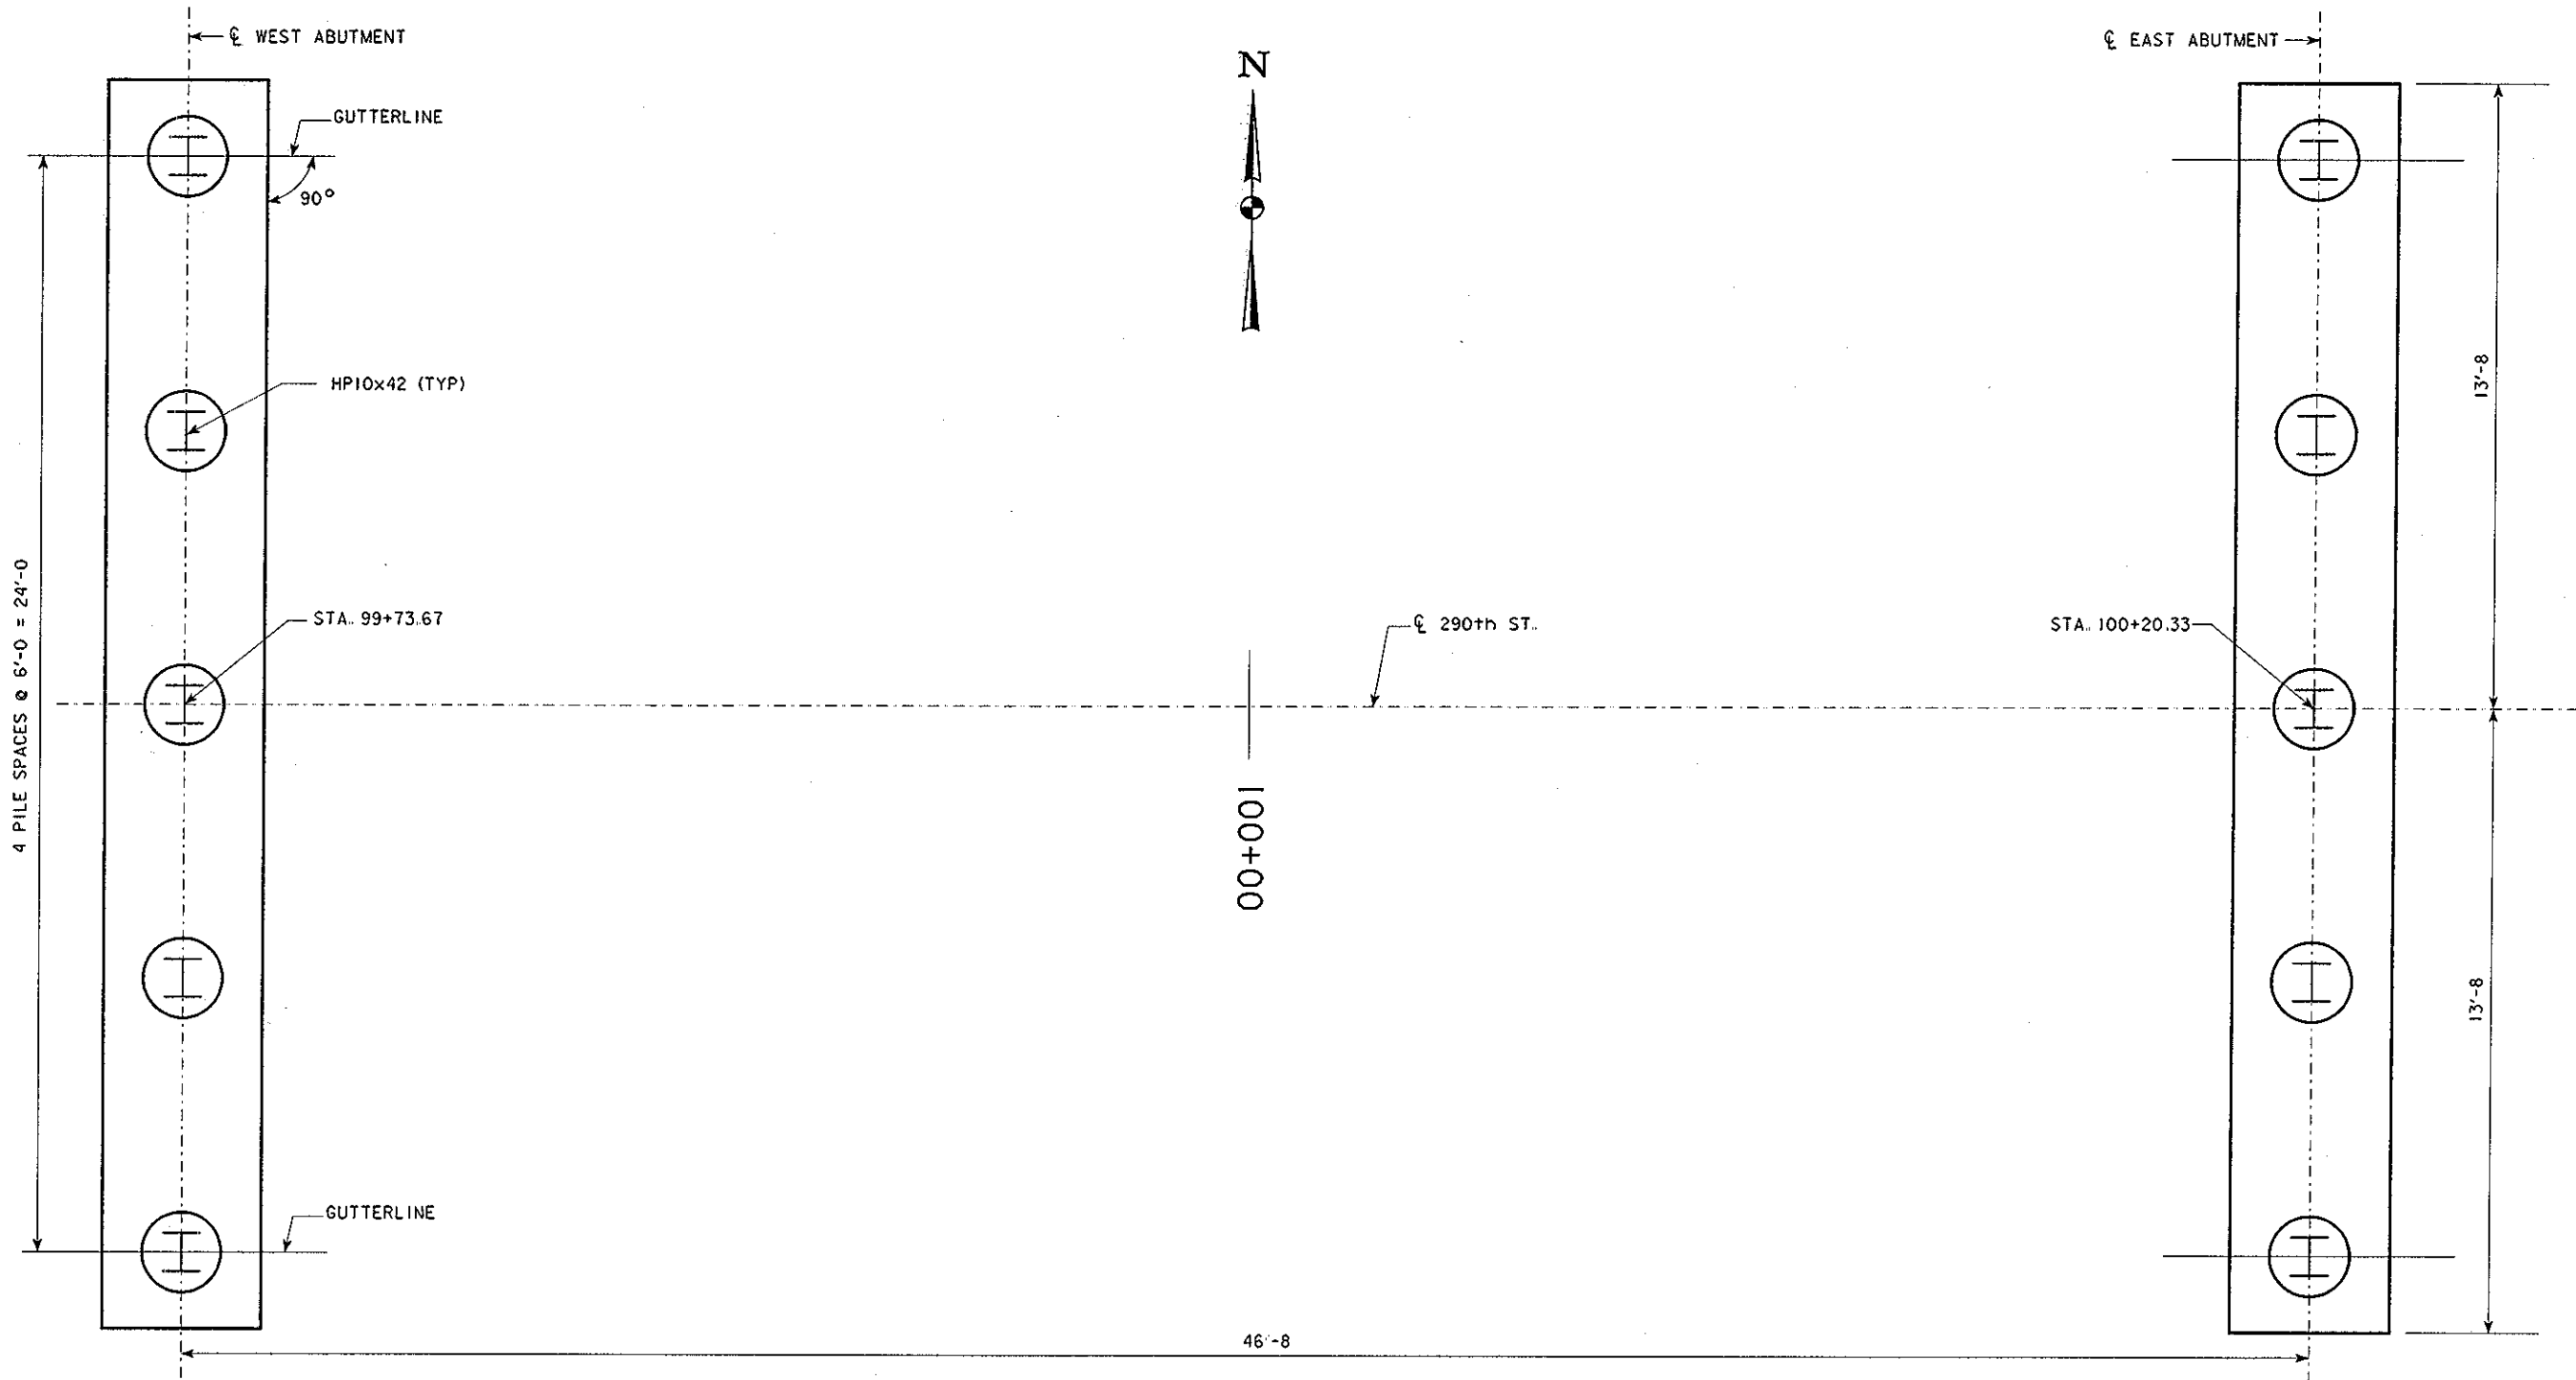 ℄ WEST ABUTMENT
℄ EAST ABUTMENT
N
GUTTERLINE
90°
HP10x42 (TYP)
13'-8
4 PILE SPACES @ 6'-0 = 24'-0
STA. 99+73.67
℄ 290th ST.
STA. 100+20.33
100+00
13'-8
GUTTERLINE
46'-8